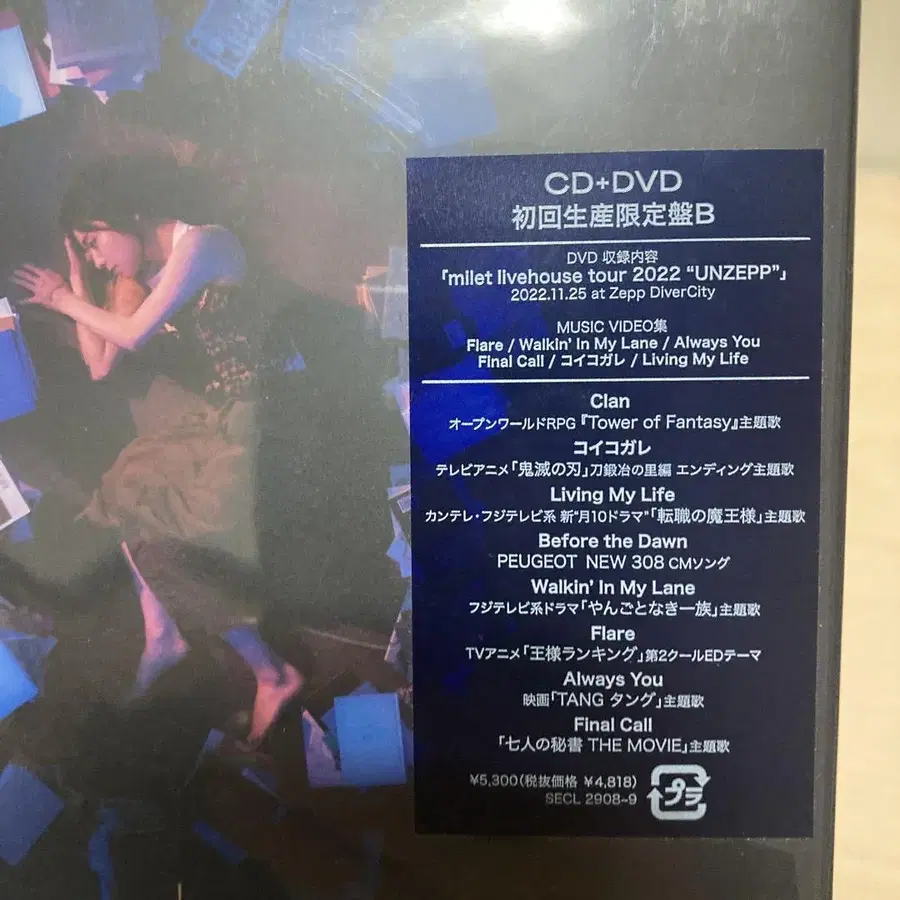 CD+DVD
初回生産限定盤B
DVD 収録内容
「milet livehouse tour 2022 “UNZEPP”」
2022.11.25 at Zepp DiverCity
MUSIC VIDEO集
Flare / Walkin’ In My Lane / Always You
Final Call / コイコガレ / Living My Life
Clan
オープンワールドRPG『Tower of Fantasy』主題歌
コイコガレ
テレビアニメ「鬼滅の刃」刀鍛冶の里編 エンディング主題歌
Living My Life
カンテレ・フジテレビ系 新“月10ドラマ”「転職の魔王様」主題歌
Before the Dawn
PEUGEOT NEW 308 CMソング
Walkin’ In My Lane
フジテレビ系ドラマ「やんごとなき一族」主題歌
Flare
TVアニメ「王様ランキング」第2クールEDテーマ
Always You
映画「TANG タング」主題歌
Final Call
「七人の秘書 THE MOVIE」主題歌
¥5,300(税抜価格 ¥4,818)
SECL 2908~9
プラ